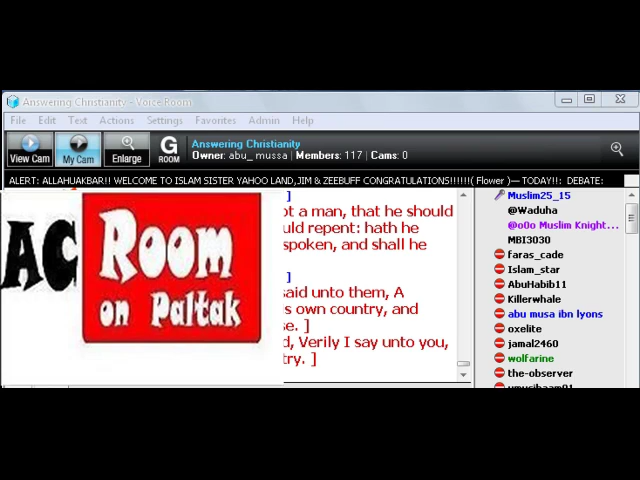 Answering Christianity - Voice Room
File Edit Text Actions Settings Favorites Admin Help
View Cam My Cam Enlarge G ROOM
Answering Christianity
Owner: abu_mussa | Members: 117 | Cams: 0
ALERT: ALLAHUAKBAR!! WELCOME TO ISLAM SISTER YAHOO LAND,JIM & ZEEBUFF CONGRATULATIONS!!!!!!( Flower )— TODAY!!: DEBATE:
AC
Room
on Paltak
]
ot a man, that he should
uld repent: hath he
spoken, and shall he
]
said unto them, A
s own country, and
se. ]
d, Verily I say unto you,
try. ]
Muslim25_15
@Waduha
@o0o Muslim Knight...
MBI3030
faras_cade
Islam_star
AbuHabib11
Killerwhale
abu musa ibn lyons
oxelite
jamal2460
wolfarine
the-observer